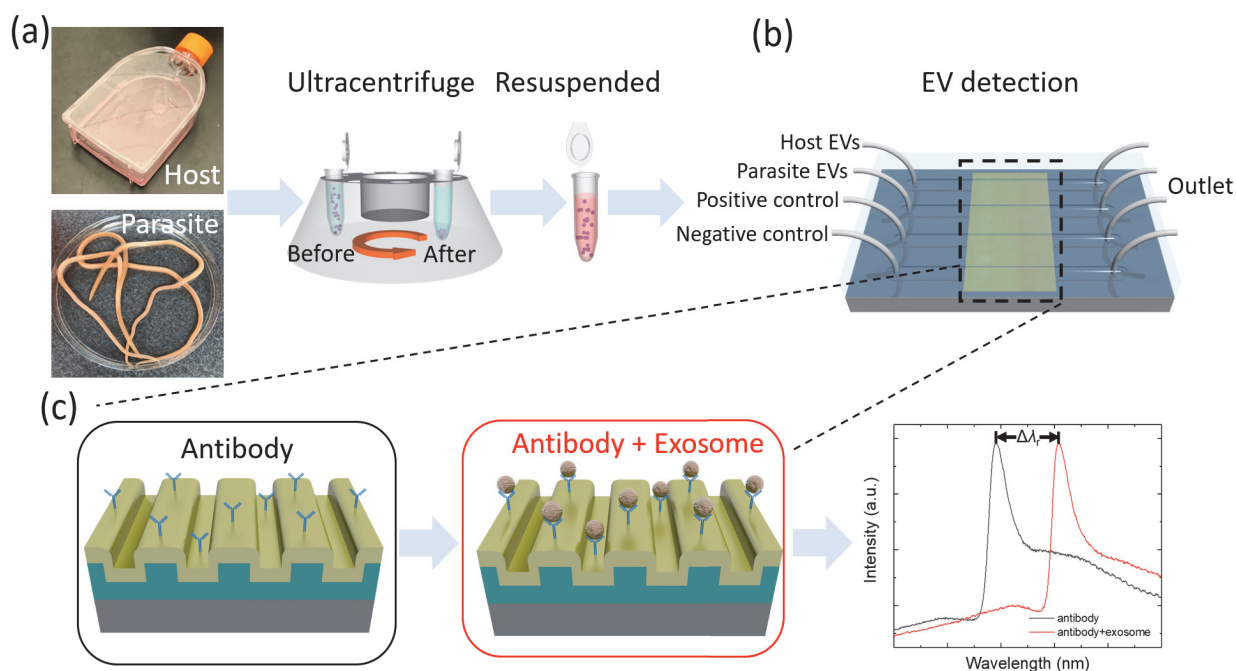 (a)
Host
Parasite
Ultracentrifuge
Before
After
Resuspended
(b)
EV detection
Host EVs
Parasite EVs
Positive control
Negative control
Outlet
(c)
Antibody
Antibody + Exosome
Δλr
Intensity (a.u.)
antibody
antibody+exosome
Wavelength (nm)